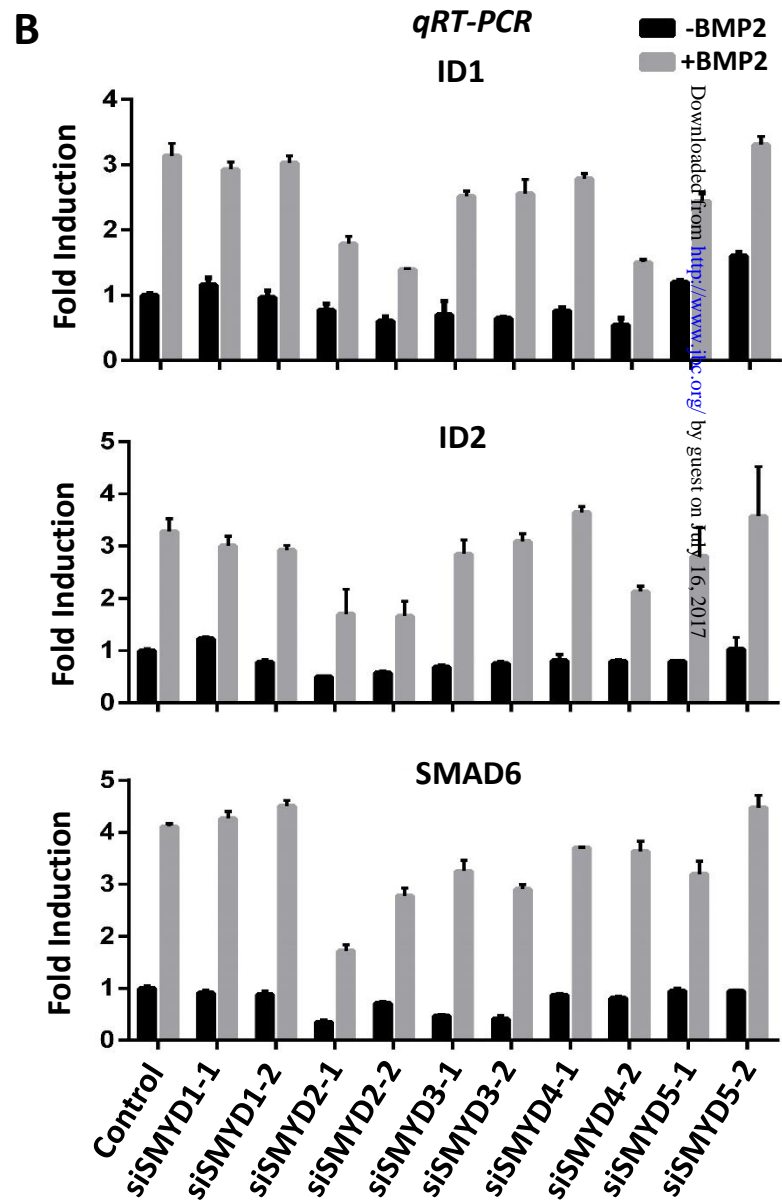 B
qRT-PCR
-BMP2
+BMP2
ID1
Fold Induction
4
3
2
1
0
ID2
Fold Induction
5
4
3
2
1
0
SMAD6
Fold Induction
5
4
3
2
1
0
Control
siSMYD1-1
siSMYD1-2
siSMYD2-1
siSMYD2-2
siSMYD3-1
siSMYD3-2
siSMYD4-1
siSMYD4-2
siSMYD5-1
siSMYD5-2
Downloaded from http://www.jbc.org/ by guest on July 16, 2017